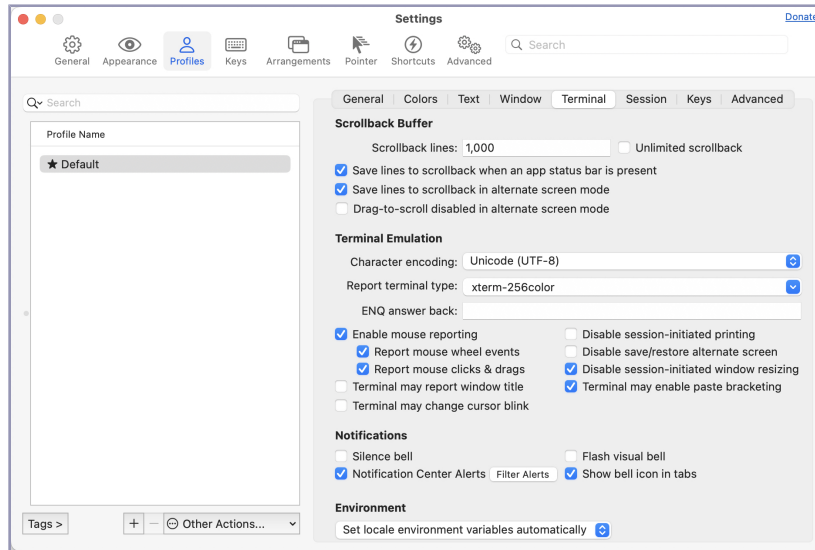 Settings
Donate
General Appearance Profiles Keys Arrangements Pointer Shortcuts Advanced Search
Search
General Colors Text Window Terminal Session Keys Advanced
Profile Name
★ Default
Tags > + − Other Actions...
Scrollback Buffer
Scrollback lines: 1,000 Unlimited scrollback
Save lines to scrollback when an app status bar is present
Save lines to scrollback in alternate screen mode
Drag-to-scroll disabled in alternate screen mode
Terminal Emulation
Character encoding: Unicode (UTF-8)
Report terminal type: xterm-256color
ENQ answer back:
Enable mouse reporting Disable session-initiated printing
Report mouse wheel events Disable save/restore alternate screen
Report mouse clicks & drags Disable session-initiated window resizing
Terminal may report window title Terminal may enable paste bracketing
Terminal may change cursor blink
Notifications
Silence bell Flash visual bell
Notification Center Alerts Filter Alerts Show bell icon in tabs
Environment
Set locale environment variables automatically